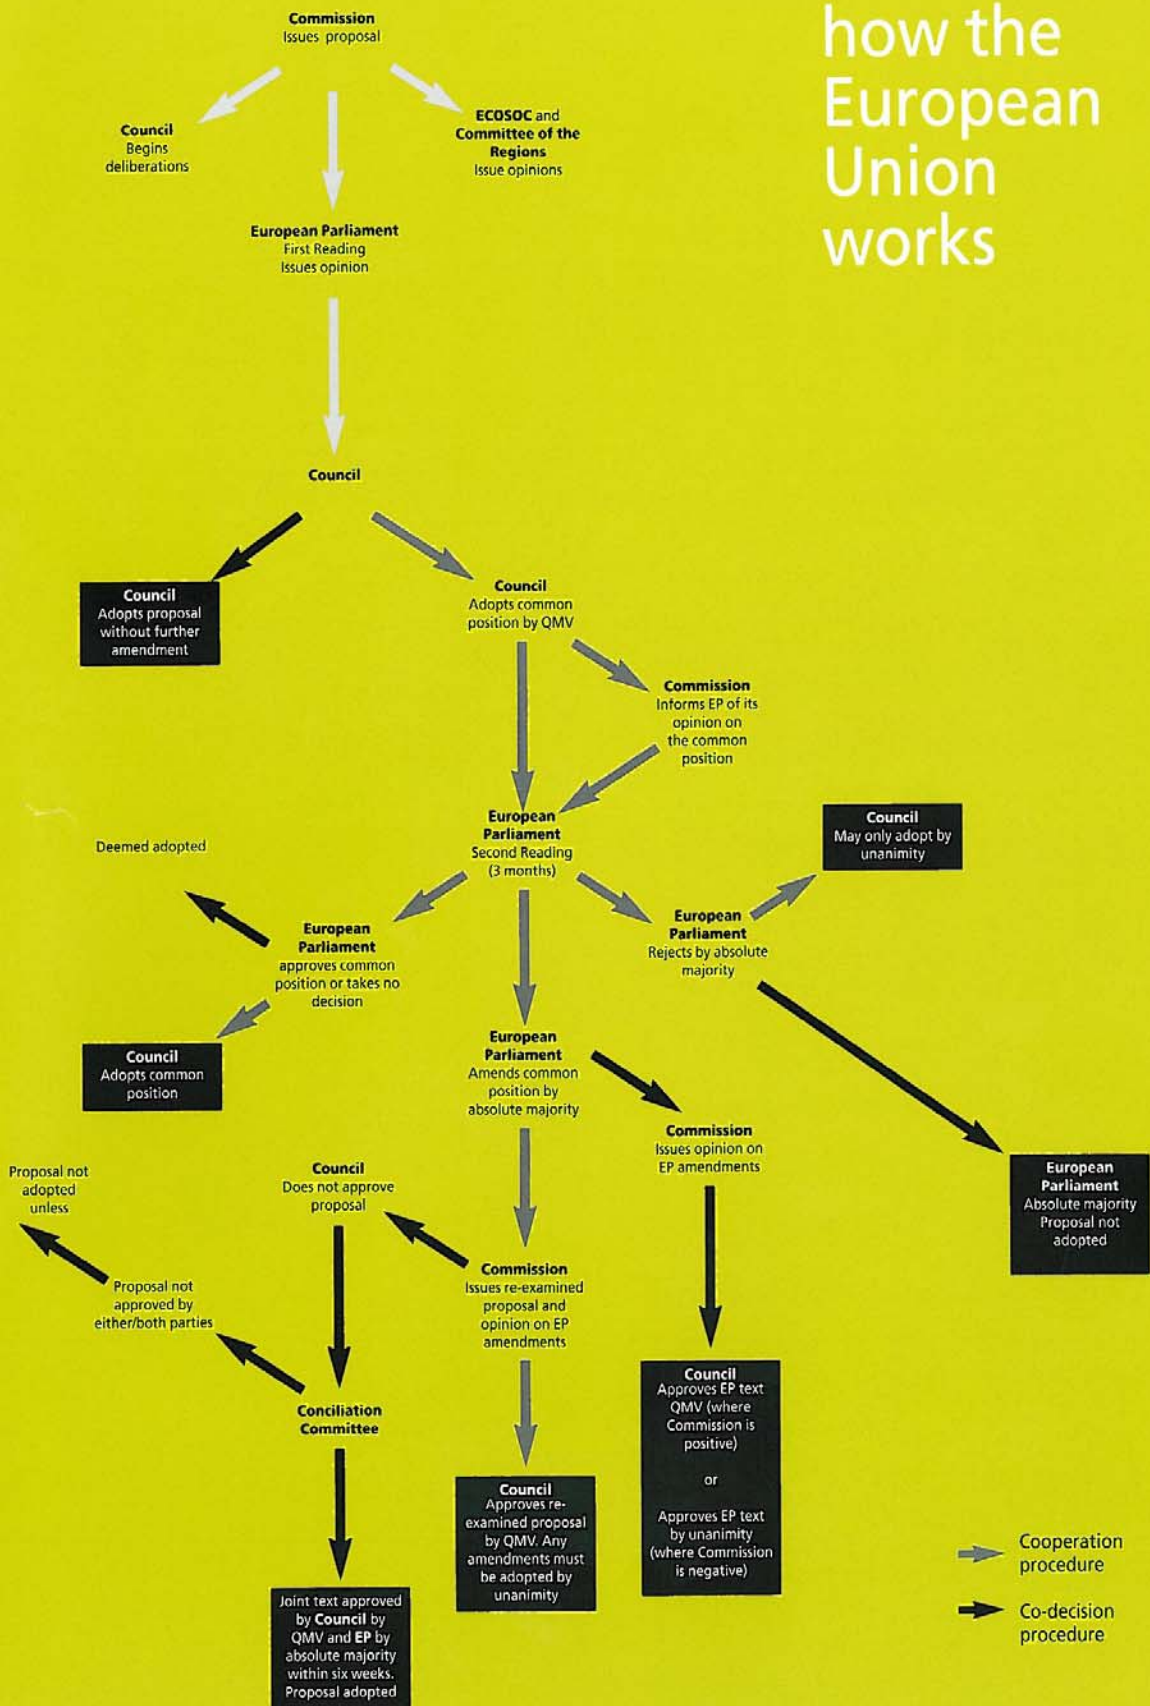 how the
European
Union
works
Commission
Issues proposal
Council
Begins
deliberations
ECOSOC and
Committee of the
Regions
Issue opinions
European Parliament
First Reading
Issues opinion
Council
Council
Adopts proposal
without further
amendment
Council
Adopts common
position by QMV
Commission
Informs EP of its
opinion on
the common
position
European
Parliament
Second Reading
(3 months)
Council
May only adopt by
unanimity
Deemed adopted
European
Parliament
approves common
position or takes no
decision
European
Parliament
Rejects by absolute
majority
Council
Adopts common
position
European
Parliament
Amends common
position by
absolute majority
Commission
Issues opinion on
EP amendments
European
Parliament
Absolute majority
Proposal not
adopted
Proposal not
adopted
unless
Council
Does not approve
proposal
Proposal not
approved by
either/both parties
Commission
Issues re-examined
proposal and
opinion on EP
amendments
Conciliation
Committee
Council
Approves EP text
QMV (where
Commission is
positive)
or
Approves EP text
by unanimity
(where Commission
is negative)
Council
Approves re-
examined proposal
by QMV. Any
amendments must
be adopted by
unanimity
Joint text approved
by Council by
QMV and EP by
absolute majority
within six weeks.
Proposal adopted
Cooperation
procedure
Co-decision
procedure